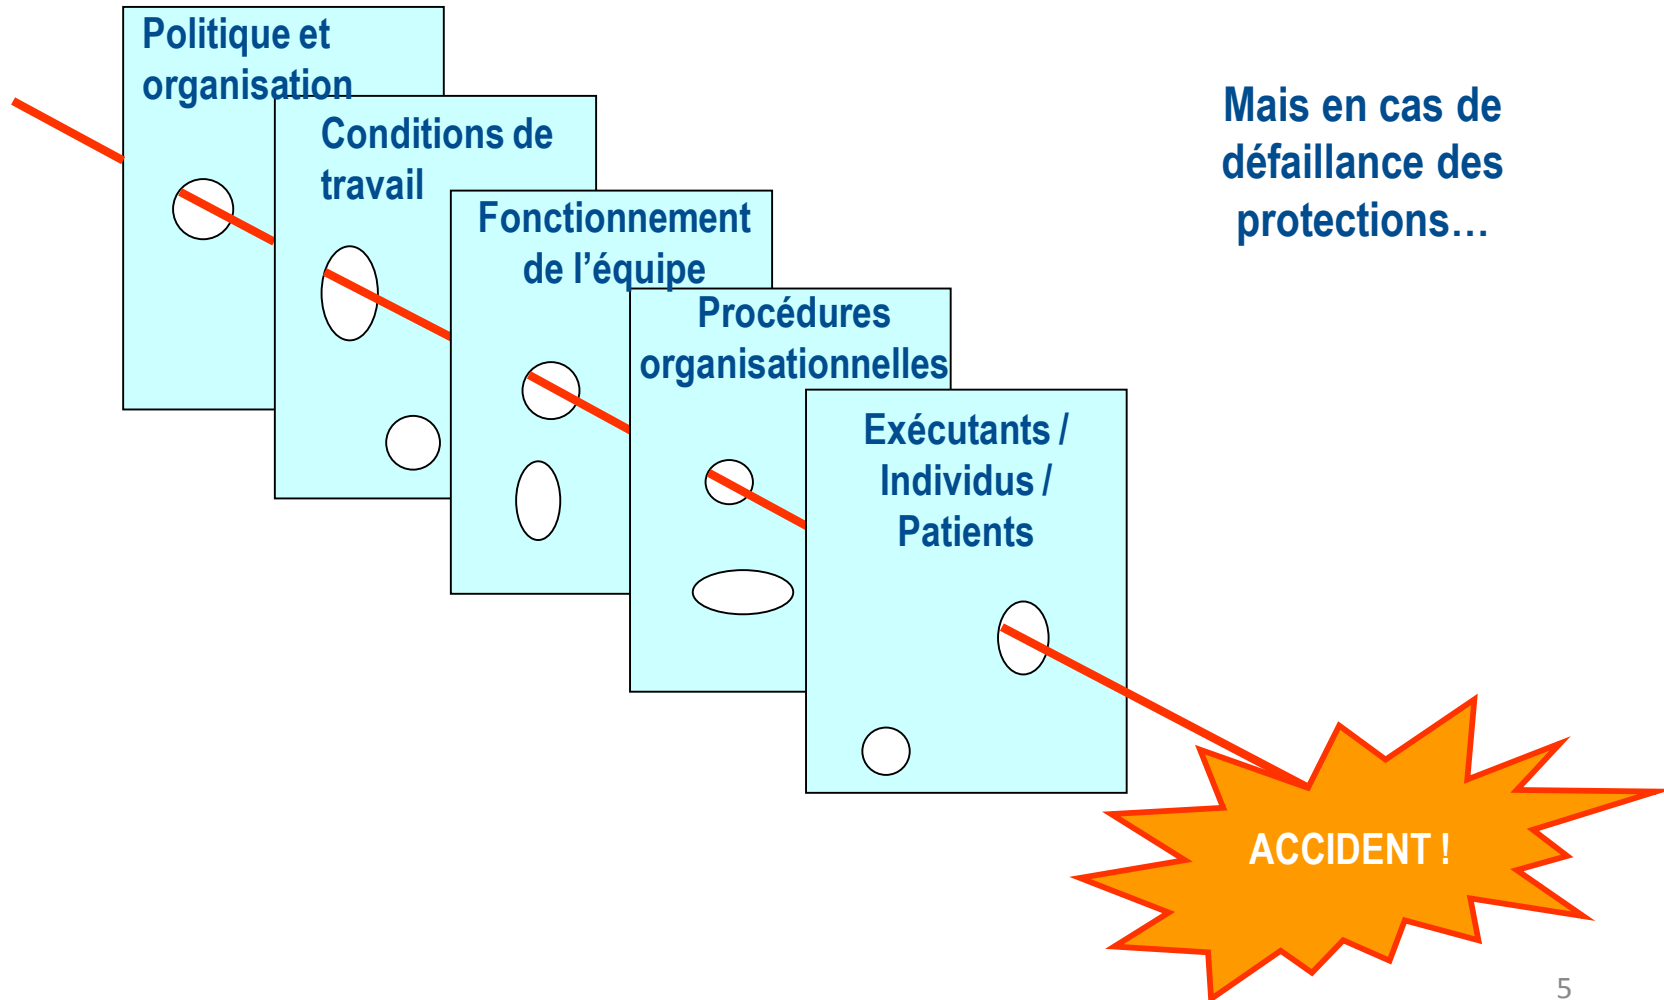 Politique et
organisation
Conditions de
travail
Fonctionnement
de l’équipe
Procédures
organisationnelles
Exécutants /
Individus /
Patients
Mais en cas de
défaillance des
protections…
ACCIDENT !
5